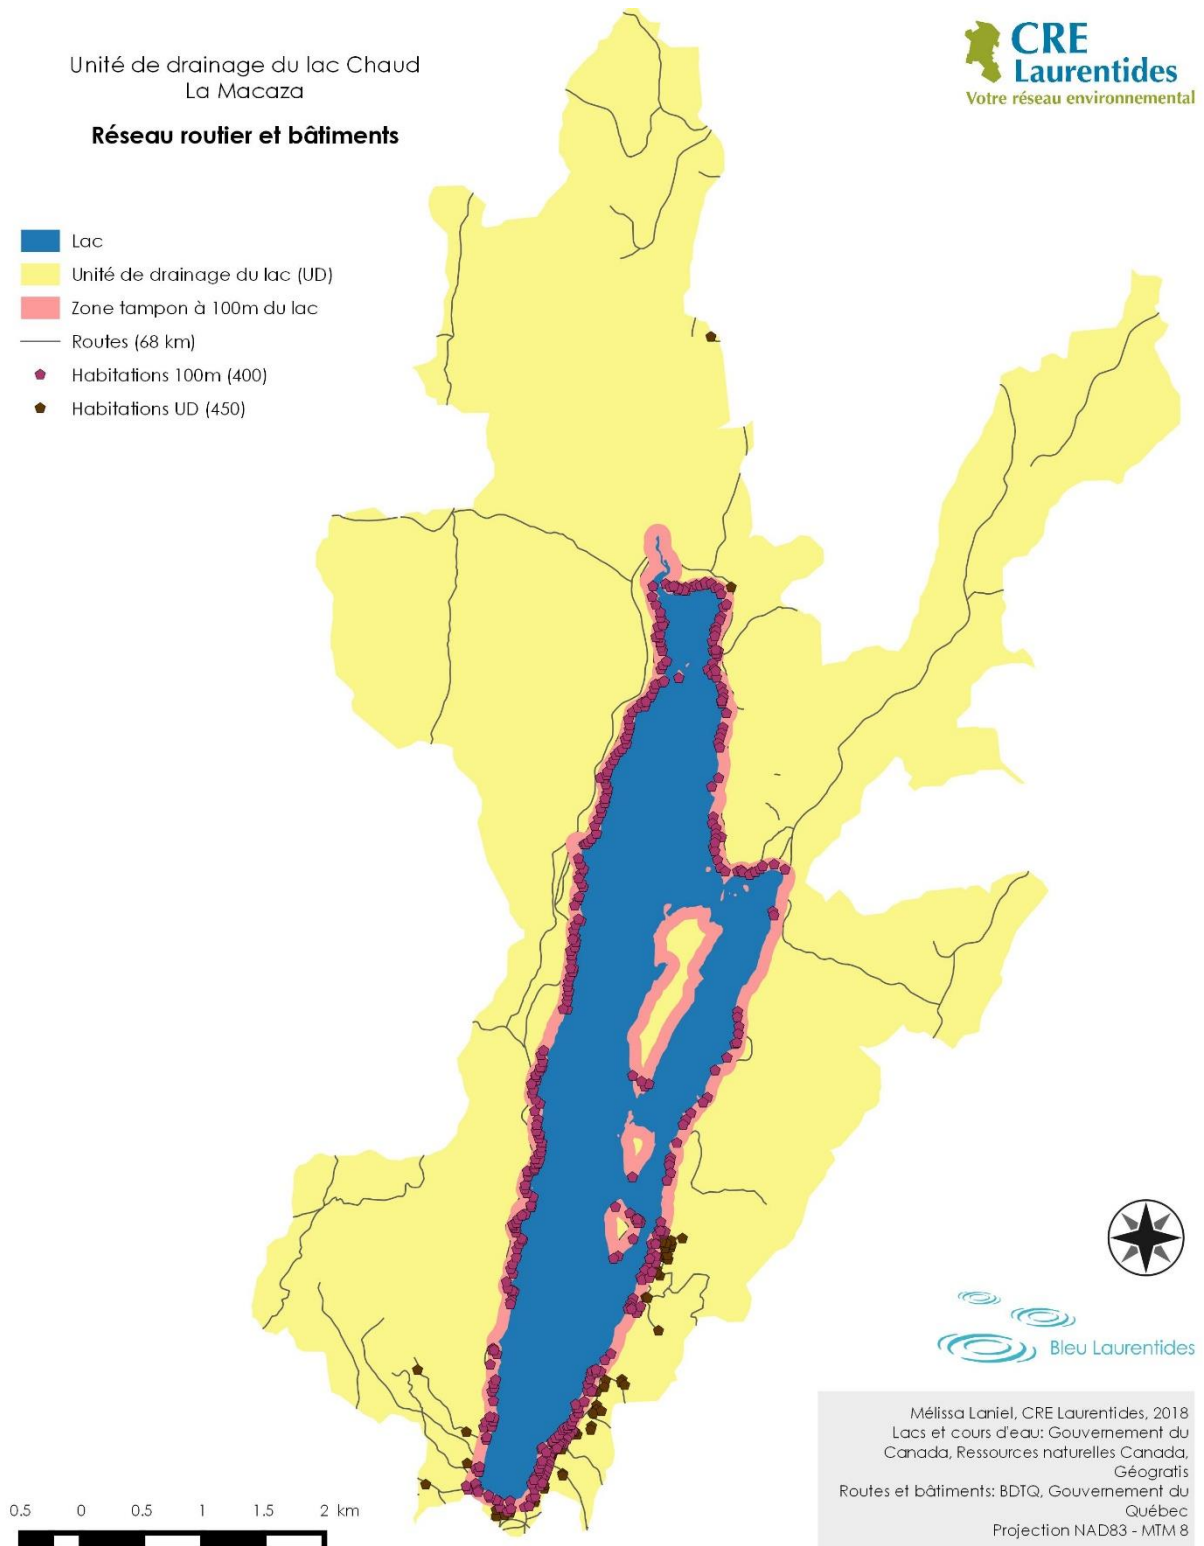 Unité de drainage du lac Chaud
La Macaza
Réseau routier et bâtiments
CRE
Laurentides
Votre réseau environnemental
Lac
Unité de drainage du lac (UD)
Zone tampon à 100m du lac
Routes (68 km)
Habitations 100m (400)
Habitations UD (450)
Bleu Laurentides
Mélissa Laniel, CRE Laurentides, 2018
Lacs et cours d'eau: Gouvernement du
Canada, Ressources naturelles Canada,
Géogratis
Routes et bâtiments: BDTQ, Gouvernement du
Québec
Projection NAD83 - MTM 8
0.5 0 0.5 1 1.5 2 km